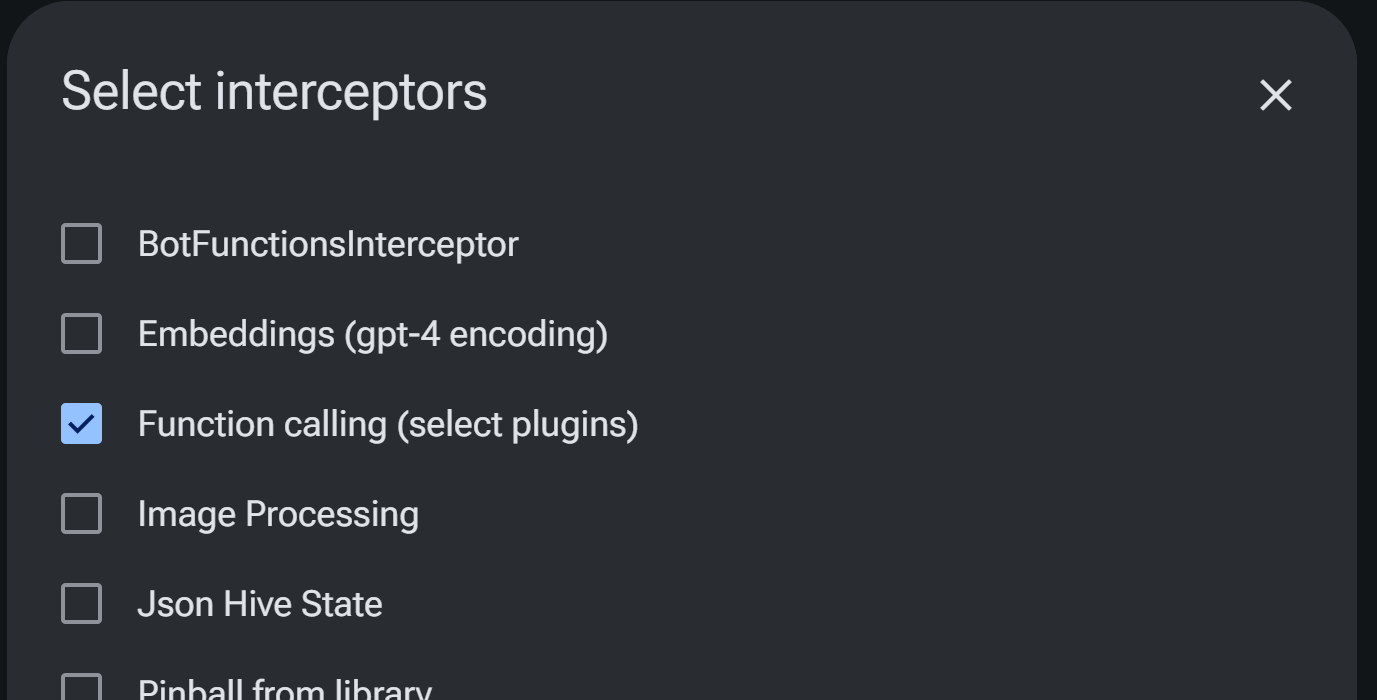 Select interceptors
BotFunctionsInterceptor
Embeddings (gpt-4 encoding)
Function calling (select plugins)
Image Processing
Json Hive State
Pinball from library